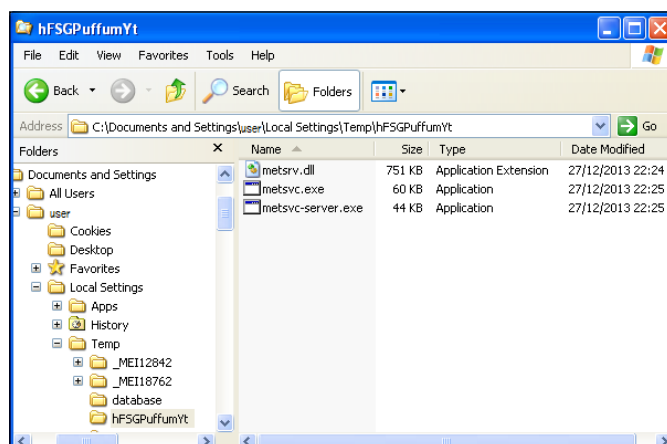 hFSGPuffumYt
File Edit View Favorites Tools Help
Back Search Folders
Address C:\Documents and Settings\user\Local Settings\Temp\hFSGPuffumYt Go
Folders x Name Size Type Date Modified
Documents and Settings
All Users
user
Cookies
Desktop
Favorites
Local Settings
Apps
History
Temp
_MEI12842
_MEI18762
database
hFSGPuffumYt
metsrv.dll 751 KB Application Extension 27/12/2013 22:24
metsvc.exe 60 KB Application 27/12/2013 22:25
metsvc-server.exe 44 KB Application 27/12/2013 22:25